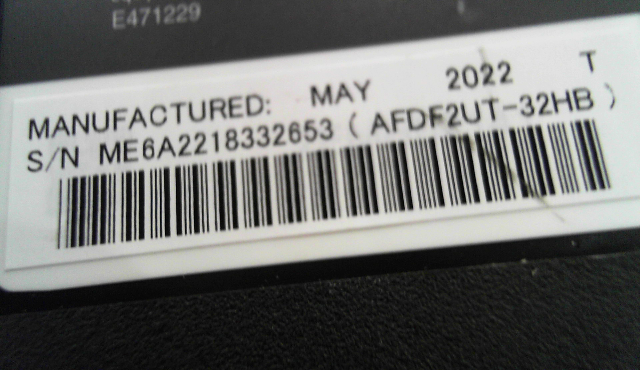 E471229
MANUFACTURED: MAY 2022 T
S/N ME6A2218332653 ( AFDF2UT-32HB )